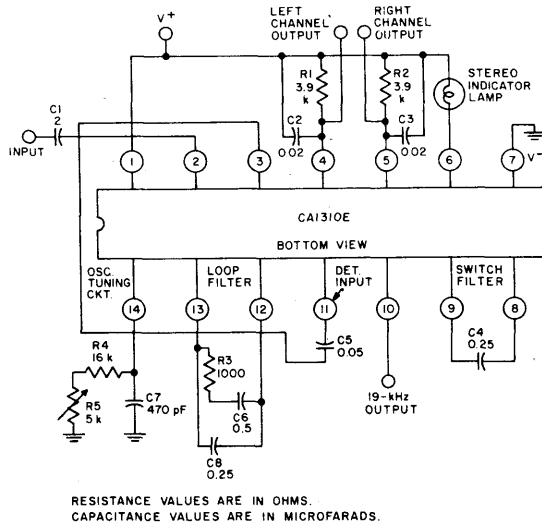 V+
LEFT
CHANNEL
OUTPUT
RIGHT
CHANNEL
OUTPUT
R1
3.9
k
R2
3.9
k
STEREO
INDICATOR
LAMP
C1
2
INPUT
C2
0.02
C3
0.02
1
2
3
4
5
6
7
V-
CA1310E
BOTTOM VIEW
OSC.
TUNING
CKT.
LOOP
FILTER
DET.
INPUT
SWITCH
FILTER
14
13
12
11
10
9
8
R4
16 k
R5
5 k
C7
470 pF
R3
1000
C6
0.5
C8
0.25
C5
0.05
19-kHz
OUTPUT
C4
0.25
RESISTANCE VALUES ARE IN OHMS.
CAPACITANCE VALUES ARE IN MICROFARADS.